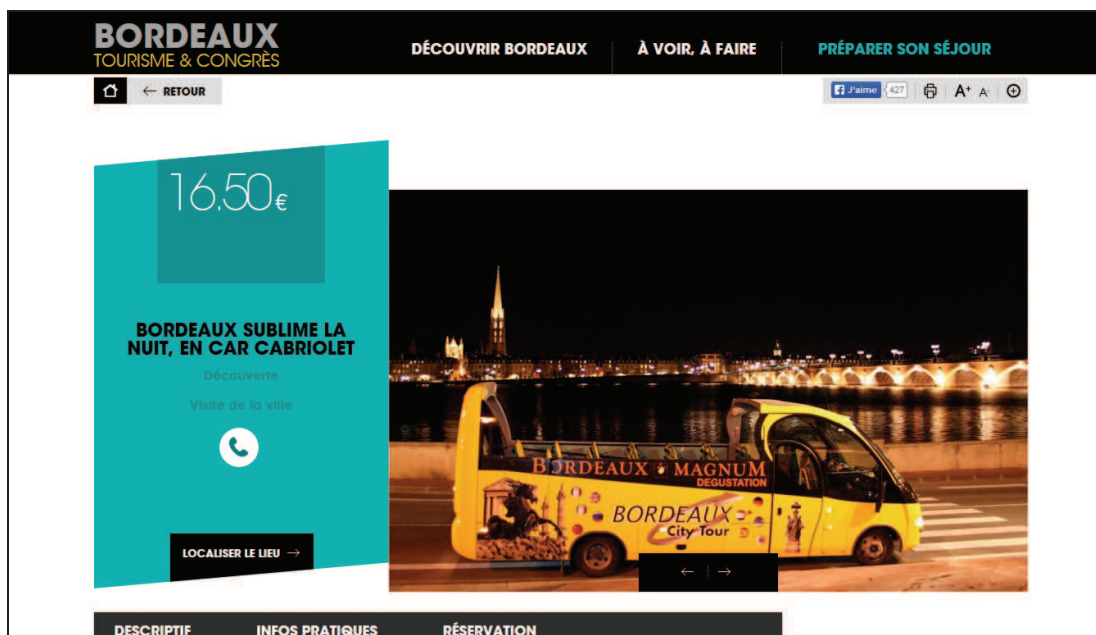 BORDEAUX
TOURISME & CONGRÈS
DÉCOUVRIR BORDEAUX
À VOIR, À FAIRE
PRÉPARER SON SÉJOUR
← RETOUR
J'aime 427
A+ A-
16,50€
BORDEAUX SUBLIME LA
NUIT, EN CAR CABRIOLET
Découverte
Visite de la ville
LOCALISER LE LIEU →
BORDEAUX MAGNUM
DEGUSTATION
BORDEAUX
City Tour
← | →
DESCRIPTIF
INFOS PRATIQUES
RÉSERVATION